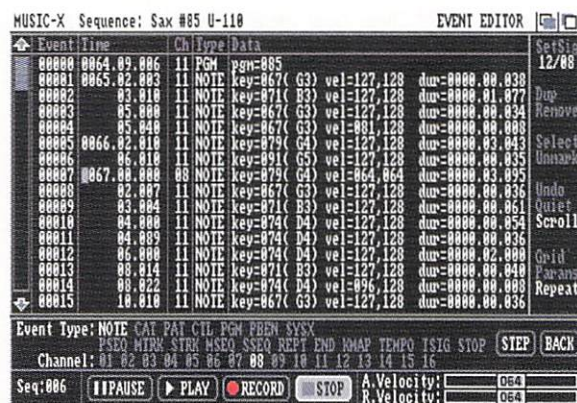 MUSIC-X Sequence: Sax #85 U-110 EVENT EDITOR
Event Time Ch Type Data SetSig
00000 0064.09.006 11 PGM pgm=085 12/08
00001 0065.02.003 11 NOTE key=067( G3) vel=127,128 dur=0000.00.038
00002 03.010 11 NOTE key=071( B3) vel=127,128 dur=0000.01.077 Dup
00003 05.000 11 NOTE key=067( G3) vel=127,128 dur=0000.00.034 Remove
00004 05.040 11 NOTE key=067( G3) vel=081,128 dur=0000.00.008
00005 0066.02.010 11 NOTE key=079( G4) vel=127,128 dur=0000.03.043 Select
00006 06.010 11 NOTE key=091( G5) vel=127,128 dur=0000.00.035 Unmark
00007 067.00.000 08 NOTE key=079( G4) vel=064,064 dur=0000.03.095
00008 02.007 11 NOTE key=067( G3) vel=127,128 dur=0000.00.036 Undo
00009 03.004 11 NOTE key=071( B3) vel=127,128 dur=0000.00.061 Quiet
00010 04.000 11 NOTE key=074( D4) vel=127,128 dur=0000.00.054 Scroll
00011 04.089 11 NOTE key=074( D4) vel=127,128 dur=0000.00.036
00012 06.000 11 NOTE key=074( D4) vel=127,128 dur=0000.02.000 Grid
00013 08.014 11 NOTE key=071( B3) vel=127,128 dur=0000.00.040 Params
00014 08.022 11 NOTE key=074( D4) vel=096,128 dur=0000.00.008 Repeat
00015 10.010 11 NOTE key=067( G3) vel=127,128 dur=0000.00.036
Event Type: NOTE CAT PAT CTL PGM PBEN SYSX
PSEQ MTRK STRK MSEQ SSEQ REPT END KMAP TEMPO TSIG STOP STEP BACK
Channel: 01 02 03 04 05 06 07 08 09 10 11 12 13 14 15 16
Seq:006 PAUSE PLAY RECORD STOP A.Velocity: 064
R.Velocity: 064